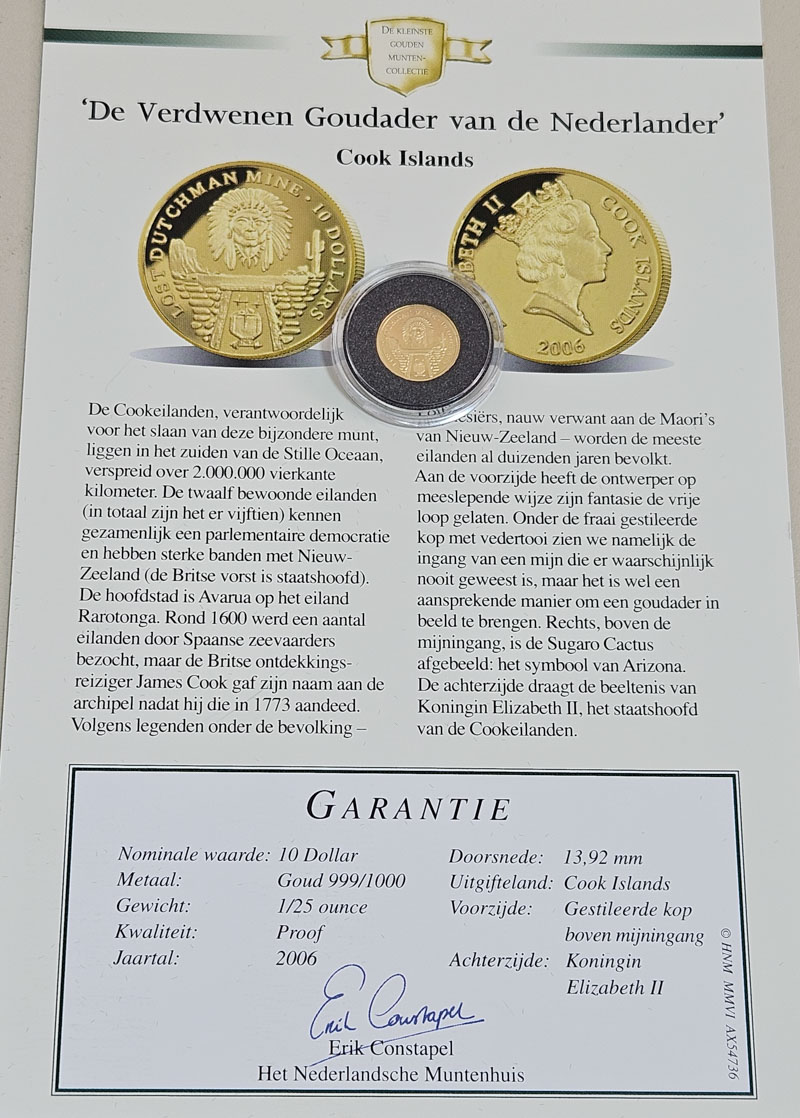 DE KLEINSTE
GOUDEN
MUNTEN-
COLLECTIE
‘De Verdwenen Goudader van de Nederlander’
Cook Islands
LOST DUTCHMAN MINE · 10 DOLLARS
BETH II
COOK ISLANDS
2006
De Cookeilanden, verantwoordelijk
voor het slaan van deze bijzondere munt,
liggen in het zuiden van de Stille Oceaan,
verspreid over 2.000.000 vierkante
kilometer. De twaalf bewoonde eilanden
(in totaal zijn het er vijftien) kennen
gezamenlijk een parlementaire democratie
en hebben sterke banden met Nieuw-
Zeeland (de Britse vorst is staatshoofd).
De hoofdstad is Avarua op het eiland
Rarotonga. Rond 1600 werd een aantal
eilanden door Spaanse zeevaarders
bezocht, maar de Britse ontdekkings-
reiziger James Cook gaf zijn naam aan de
archipel nadat hij die in 1773 aandeed.
Volgens legenden onder de bevolking –
nauw verwant aan de Maori’s
van Nieuw-Zeeland – worden de meeste
eilanden al duizenden jaren bevolkt.
Aan de voorzijde heeft de ontwerper op
meeslepende wijze zijn fantasie de vrije
loop gelaten. Onder de fraai gestileerde
kop met vedertooi zien we namelijk de
ingang van een mijn die er waarschijnlijk
nooit geweest is, maar het is wel een
aansprekende manier om een goudader in
beeld te brengen. Rechts, boven de
mijningang, is de Sugaro Cactus
afgebeeld: het symbool van Arizona.
De achterzijde draagt de beeltenis van
Koningin Elizabeth II, het staatshoofd
van de Cookeilanden.
GARANTIE
Nominale waarde: 10 Dollar
Metaal: Goud 999/1000
Gewicht: 1/25 ounce
Kwaliteit: Proof
Jaartal: 2006
Doorsnede: 13,92 mm
Uitgifteland: Cook Islands
Voorzijde: Gestileerde kop
boven mijningang
Achterzijde: Koningin
Elizabeth II
Erik Constapel
Erik Constapel
Het Nederlandsche Muntenhuis
© HNM MMVI AX54736